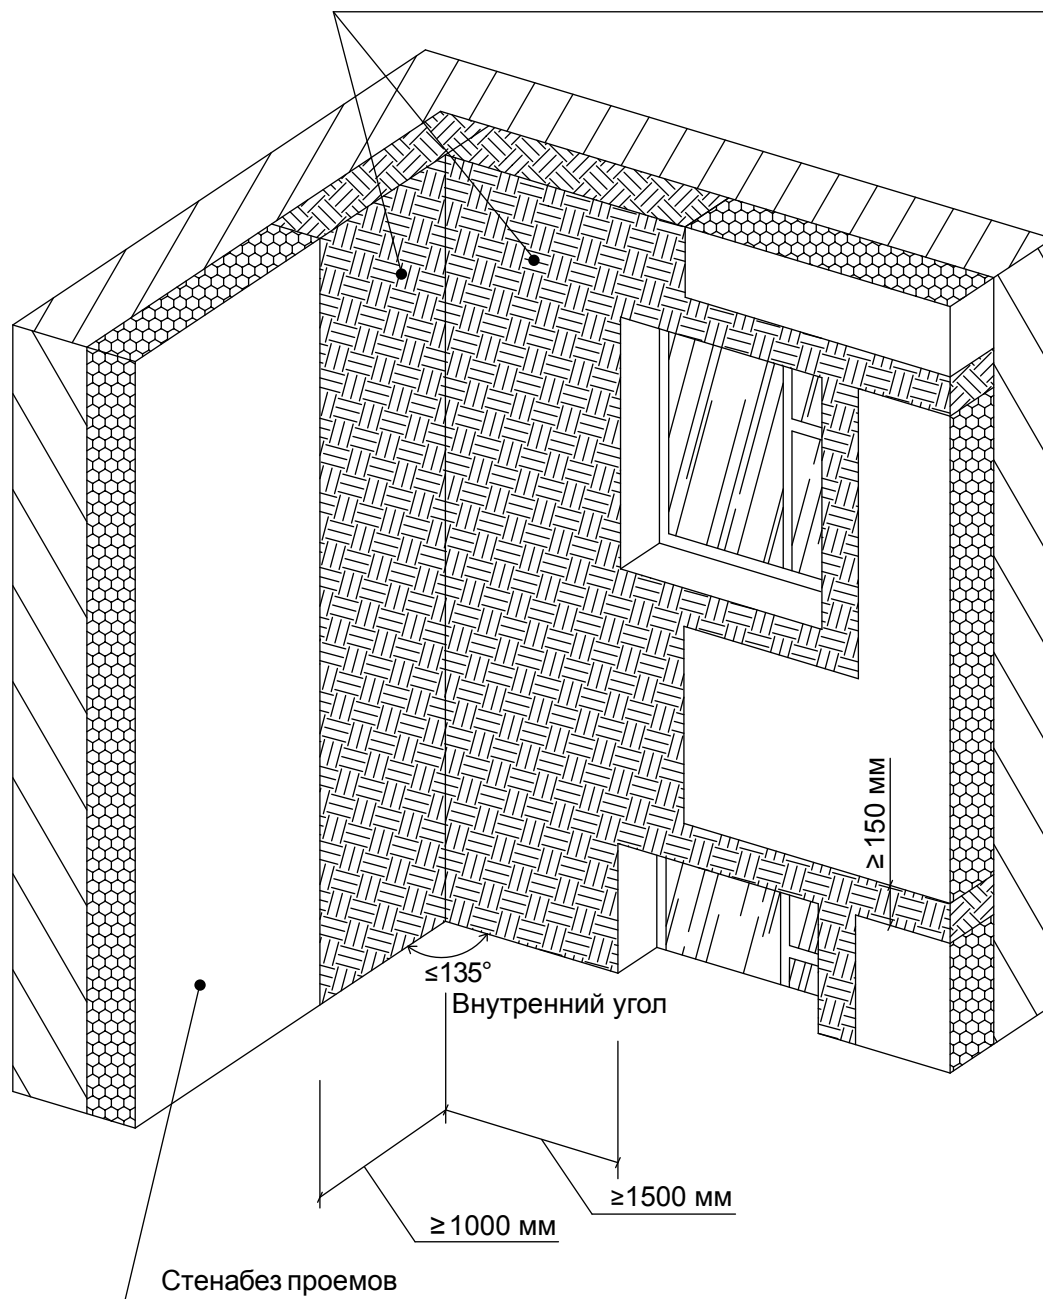 ≥ 150 мм
≤135°
Внутренний угол
≥1500 мм
≥ 1000 мм
Стенабез проемов